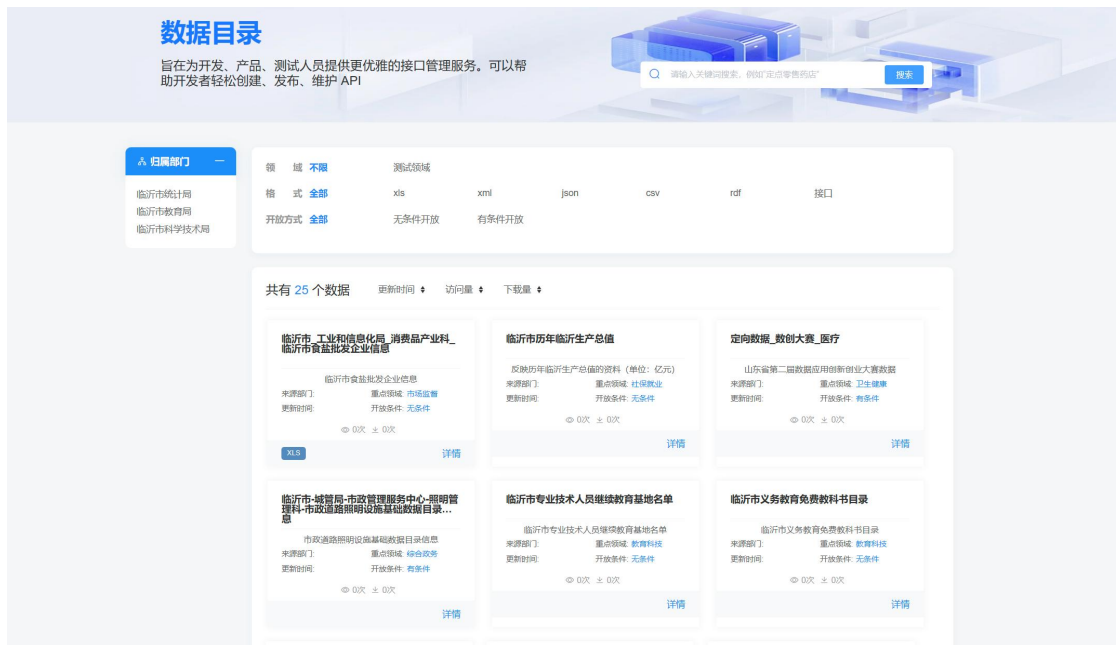 数据目录
旨在为开发、产品、测试人员提供更优雅的接口管理服务。可以帮
助开发者轻松创建、发布、维护 API
请输入关键词搜索，例如"定点零售药店"
搜索
归属部门
临沂市统计局
临沂市教育局
临沂市科学技术局
领 域 不限 测试领域
格 式 全部 xls xml json csv rdf 接口
开放方式 全部 无条件开放 有条件开放
共有 25 个数据 更新时间 访问量 下载量
临沂市_工业和信息化局_消费品产业科_
临沂市食盐批发企业信息
临沂市食盐批发企业信息
来源部门: 重点领域: 市场监督
更新时间: 开放条件: 无条件
0次 0次
XLS 详情
临沂市历年临沂生产总值
反映历年临沂生产总值的资料（单位：亿元）
来源部门: 重点领域: 社保就业
更新时间: 开放条件: 无条件
0次 0次
详情
定向数据_数创大赛_医疗
山东省第二届数据应用创新创业大赛数据
来源部门: 重点领域: 卫生健康
更新时间: 开放条件: 有条件
0次 0次
详情
临沂市-城管局-市政管理服务中心-照明管
理科-市政道路照明设施基础数据目录...
息
市政道路照明设施基础数据目录信息
来源部门: 重点领域: 综合政务
更新时间: 开放条件: 有条件
0次 0次
详情
临沂市专业技术人员继续教育基地名单
临沂市专业技术人员继续教育基地名单
来源部门: 重点领域: 教育科技
更新时间: 开放条件: 无条件
0次 0次
详情
临沂市义务教育免费教科书目录
临沂市义务教育免费教科书目录
来源部门: 重点领域: 教育科技
更新时间: 开放条件: 无条件
0次 0次
详情